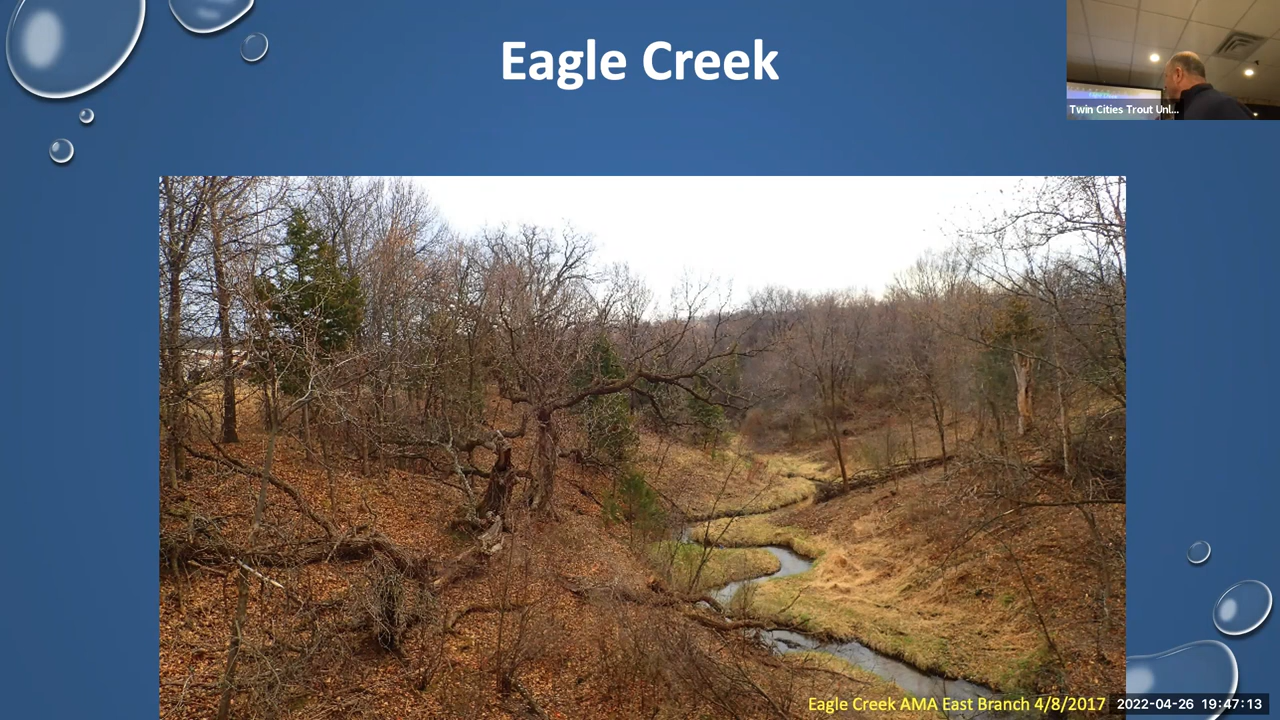 Eagle Creek
Twin Cities Trout Unl...
Eagle Creek AMA East Branch 4/8/2017
2022-04-26 19:47:13